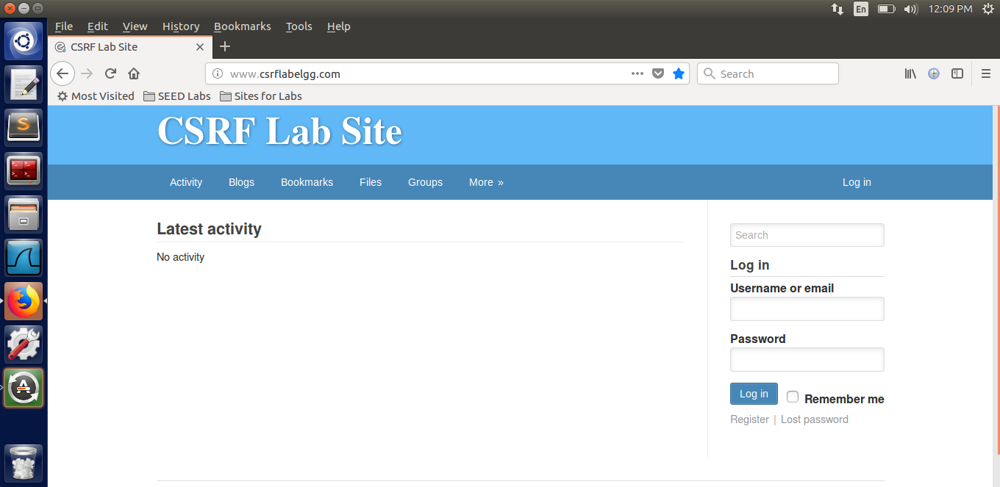 En 12:09 PM
File Edit View History Bookmarks Tools Help
CSRF Lab Site
www.csrflabelgg.com Search
Most Visited SEED Labs Sites for Labs
CSRF Lab Site
Activity Blogs Bookmarks Files Groups More » Log in
Latest activity
No activity
Search
Log in
Username or email
Password
Log in Remember me
Register | Lost password